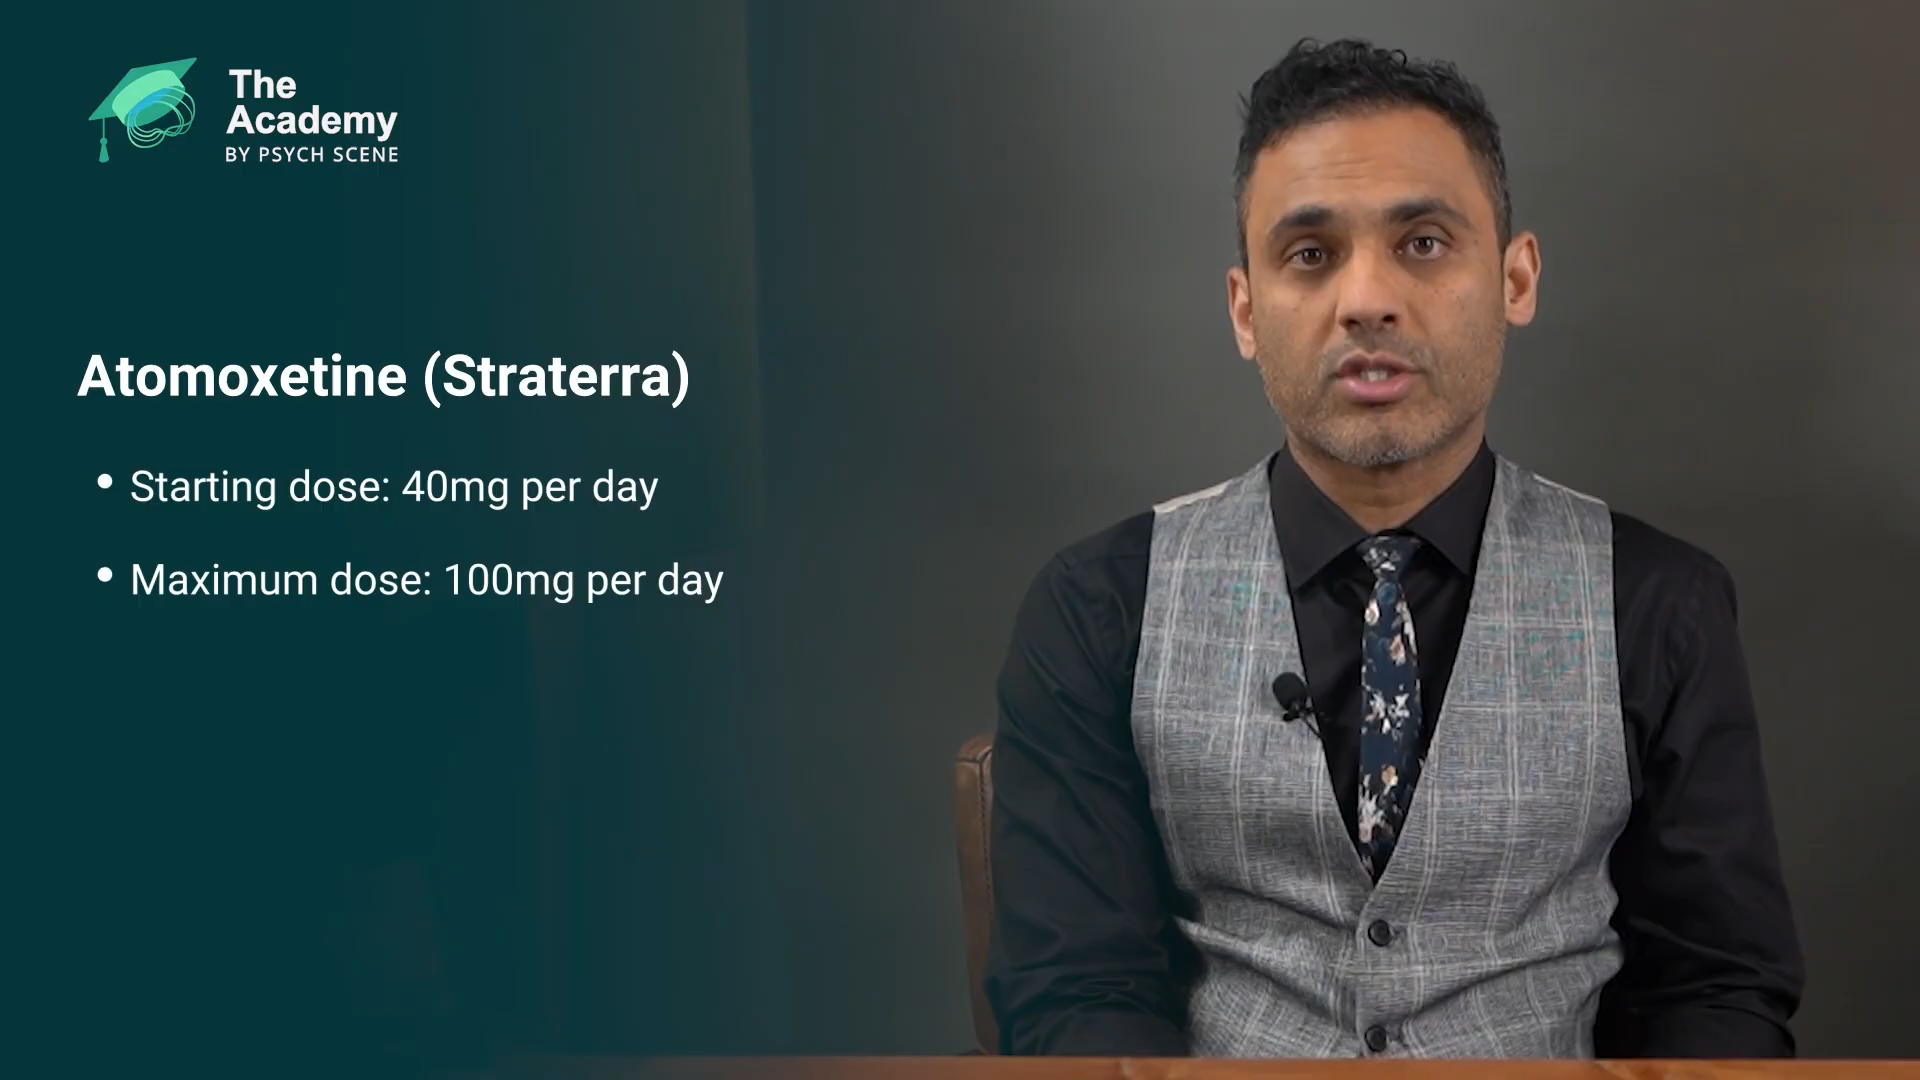 The
Academy
BY PSYCH SCENE
Atomoxetine (Straterra)
• Starting dose: 40mg per day
• Maximum dose: 100mg per day